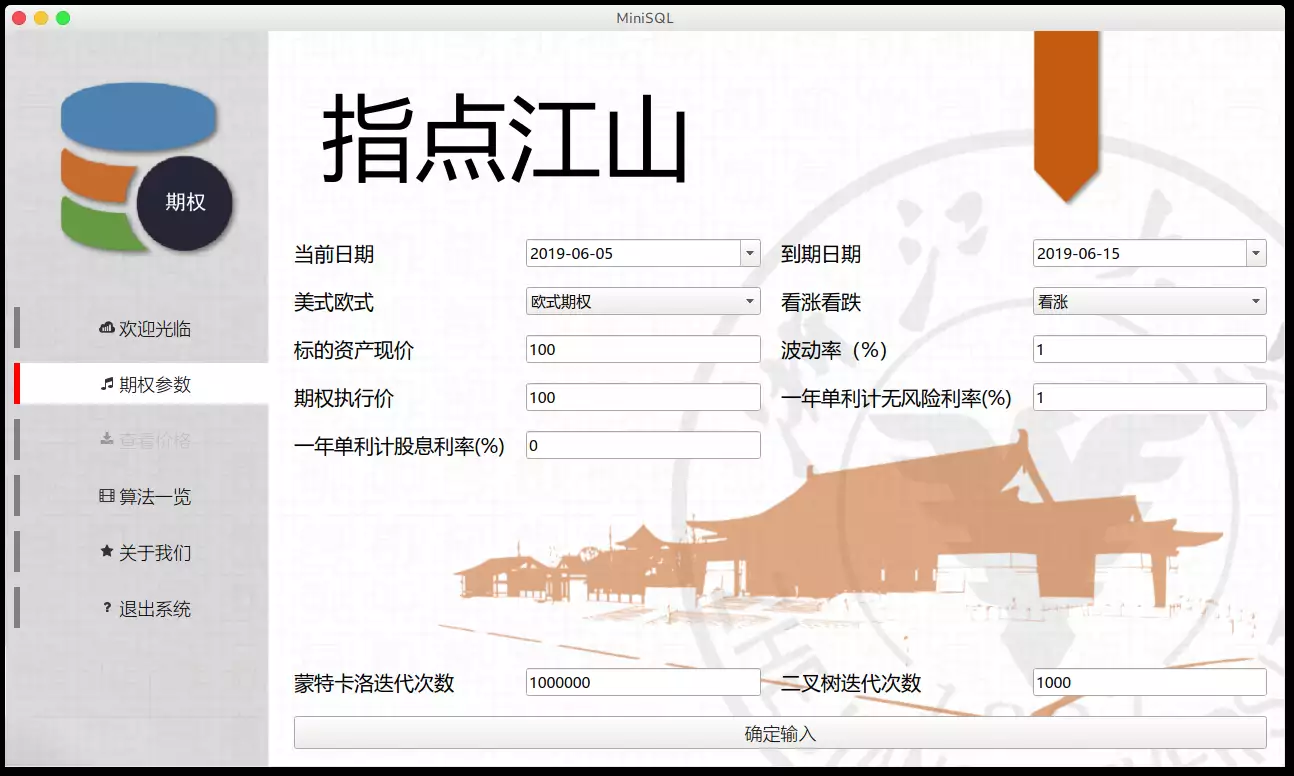 MiniSQL
期权
欢迎光临
期权参数
查看价格
算法一览
关于我们
退出系统
指点江山
当前日期 2019-06-05 到期日期 2019-06-15
美式欧式 欧式期权 看涨看跌 看涨
标的资产现价 100 波动率（%） 1
期权执行价 100 一年单利计无风险利率(%) 1
一年单利计股息利率(%) 0
蒙特卡洛迭代次数 1000000 二叉树迭代次数 1000
确定输入